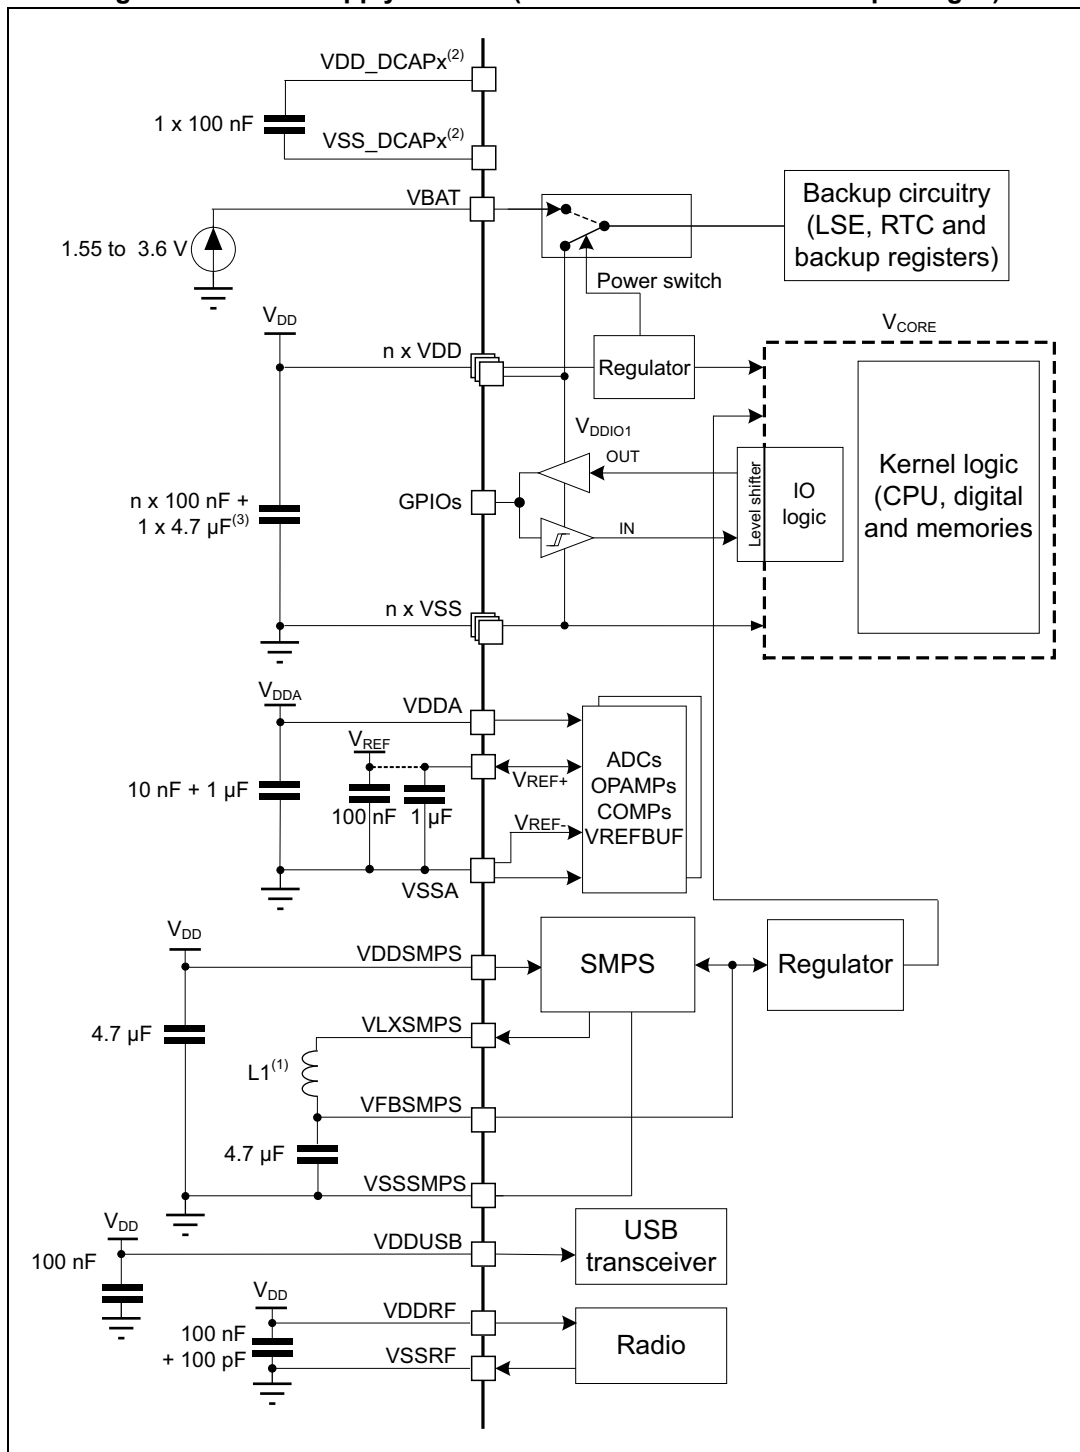 VDD_DCAPx(2)
1 x 100 nF
VSS_DCAPx(2)
VBAT
1.55 to 3.6 V
Power switch
Backup circuitry
(LSE, RTC and
backup registers)
VDD
n x VDD
Regulator
VCORE
VDDIO1
OUT
GPIOs
IN
Level shifter
IO
logic
Kernel logic
(CPU, digital
and memories
n x 100 nF +
1 x 4.7 µF(3)
n x VSS
VDDA
VDDA
VREF
VREF+
10 nF + 1 µF
100 nF
1 µF
VREF-
ADCs
OPAMPs
COMPs
VREFBUF
VSSA
VDD
VDDSMPS
SMPS
Regulator
4.7 µF
VLXSMPS
L1(1)
VFBSMPS
4.7 µF
VSSSMPS
VDD
100 nF
VDDUSB
USB
transceiver
VDD
VDDRF
100 nF
+ 100 pF
VSSRF
Radio